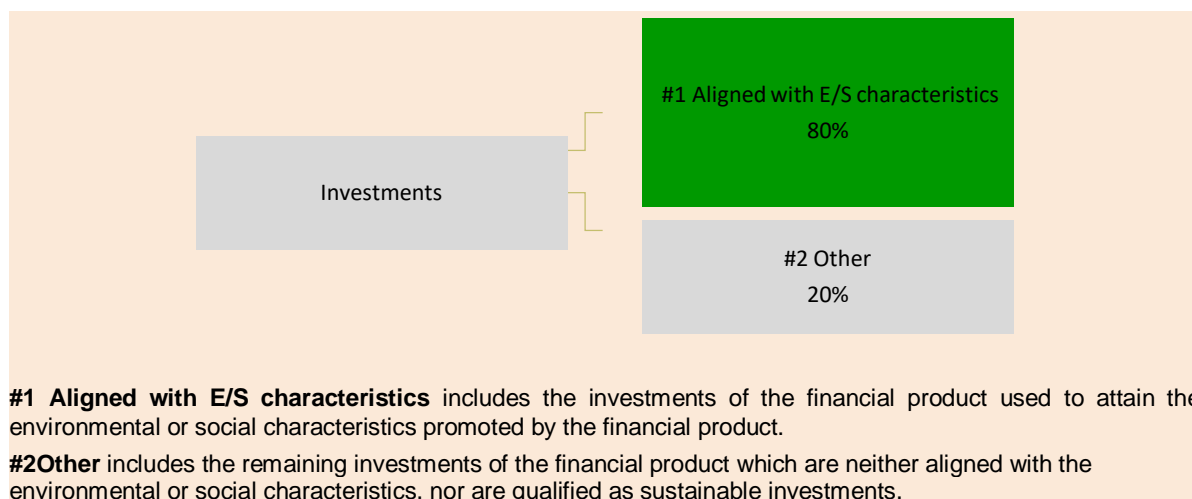 #1 Aligned with E/S characteristics
80%
Investments
#2 Other
20%
#1 Aligned with E/S characteristics includes the investments of the financial product used to attain the
environmental or social characteristics promoted by the financial product.
#2Other includes the remaining investments of the financial product which are neither aligned with the
environmental or social characteristics, nor are qualified as sustainable investments.